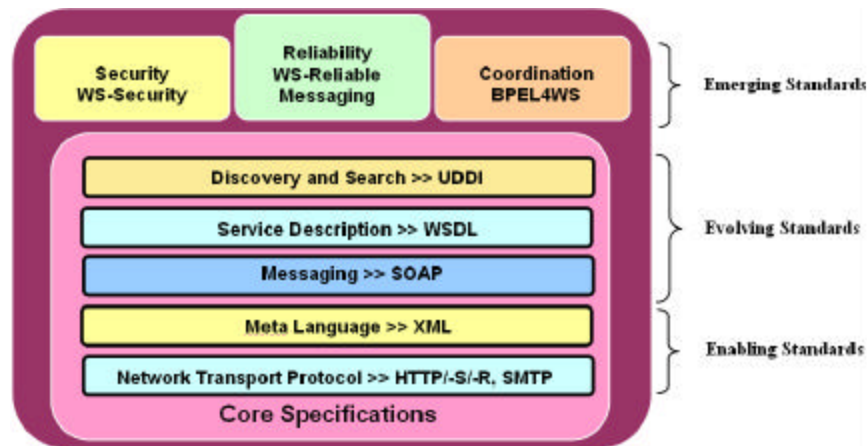 Security
WS-Security
Reliability
WS-Reliable
Messaging
Coordination
BPEL4WS
Emerging Standards
Discovery and Search >> UDDI
Service Description >> WSDL
Messaging >> SOAP
Evolving Standards
Meta Language >> XML
Network Transport Protocol >> HTTP/-S/-R, SMTP
Enabling Standards
Core Specifications